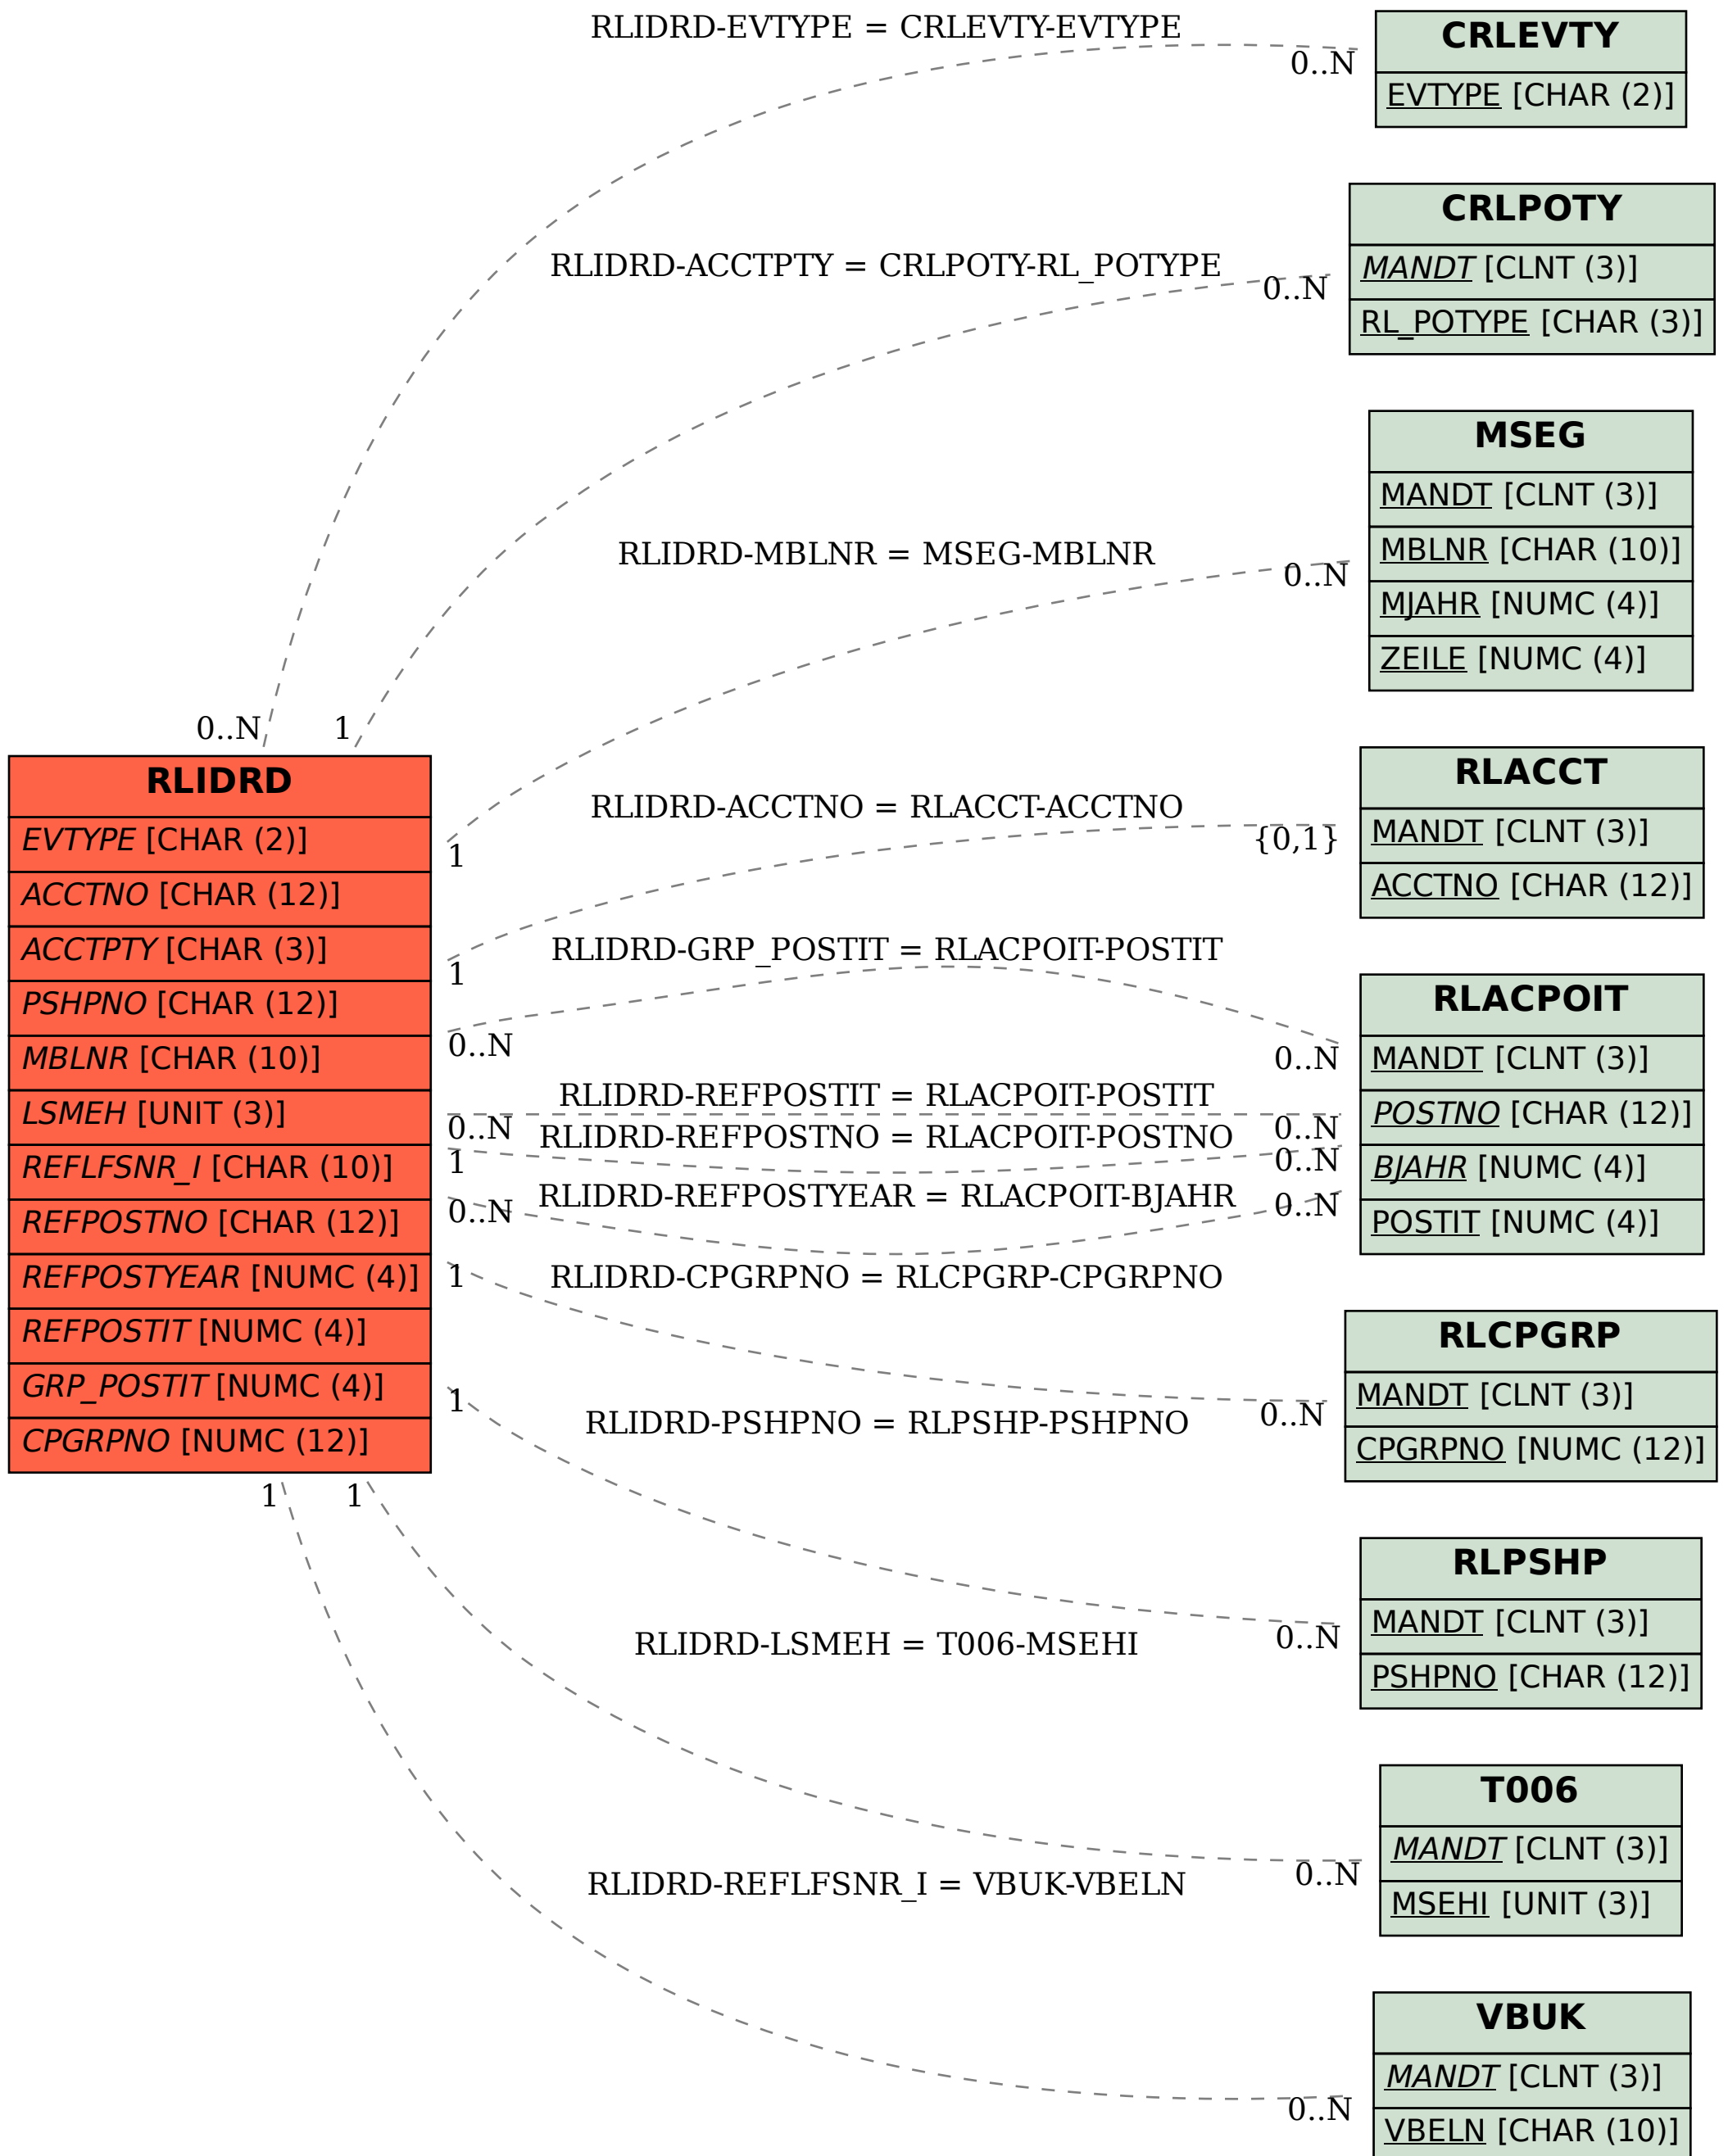 RLIDRD-EVTYPE = CRLEVTY-EVTYPE
0..N
CRLEVTY
EVTYPE [CHAR (2)]
RLIDRD-ACCTPTY = CRLPOTY-RL_POTYPE
0..N
CRLPOTY
MANDT [CLNT (3)]
RL_POTYPE [CHAR (3)]
RLIDRD-MBLNR = MSEG-MBLNR
0..N
MSEG
MANDT [CLNT (3)]
MBLNR [CHAR (10)]
MJAHR [NUMC (4)]
ZEILE [NUMC (4)]
0..N
1
RLIDRD
EVTYPE [CHAR (2)]
ACCTNO [CHAR (12)]
ACCTPTY [CHAR (3)]
PSHPNO [CHAR (12)]
MBLNR [CHAR (10)]
LSMEH [UNIT (3)]
REFLFSNR_I [CHAR (10)]
REFPOSTNO [CHAR (12)]
REFPOSTYEAR [NUMC (4)]
REFPOSTIT [NUMC (4)]
GRP_POSTIT [NUMC (4)]
CPGRPNO [NUMC (12)]
1
RLIDRD-ACCTNO = RLACCT-ACCTNO
{0,1}
1
RLACCT
MANDT [CLNT (3)]
ACCTNO [CHAR (12)]
RLIDRD-GRP_POSTIT = RLACPOIT-POSTIT
0..N
0..N
RLIDRD-REFPOSTIT = RLACPOIT-POSTIT
0..N
0..N
RLIDRD-REFPOSTNO = RLACPOIT-POSTNO
1
0..N
RLIDRD-REFPOSTYEAR = RLACPOIT-BJAHR
0..N
0..N
RLACPOIT
MANDT [CLNT (3)]
POSTNO [CHAR (12)]
BJAHR [NUMC (4)]
POSTIT [NUMC (4)]
1
RLIDRD-CPGRPNO = RLCPGRP-CPGRPNO
0..N
RLCPGRP
MANDT [CLNT (3)]
CPGRPNO [NUMC (12)]
1
RLIDRD-PSHPNO = RLPSHP-PSHPNO
0..N
RLPSHP
MANDT [CLNT (3)]
PSHPNO [CHAR (12)]
1
1
RLIDRD-LSMEH = T006-MSEHI
0..N
T006
MANDT [CLNT (3)]
MSEHI [UNIT (3)]
RLIDRD-REFLFSNR_I = VBUK-VBELN
0..N
VBUK
MANDT [CLNT (3)]
VBELN [CHAR (10)]